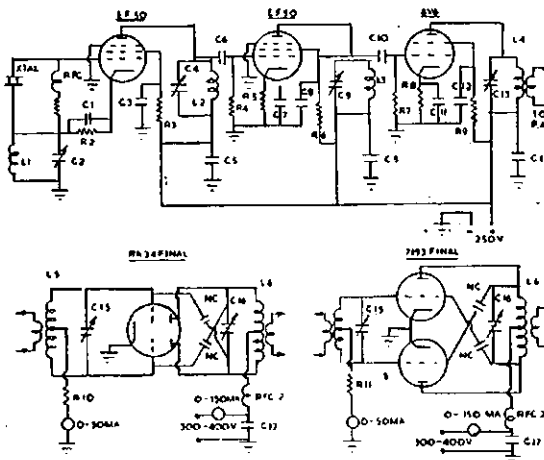 EF50 EF50 6V6
C6 C10 L4
XTAL RFC C4 L2 C3 R3 R5 R4 C7 C8 R6 C9 L3 R8 R7 C11 C12 R9 C13
C1
R2
L1 C2 C5
250V
RK34 FINAL 7193 FINAL
L5 C15 NC C16 L6 C15 NC C16 L6
NC NC
R10 RFC 2 R11 RFC 2
0-50MA 0-150MA C17 0-50MA 0-150 MA C17
300-400V 300-400V